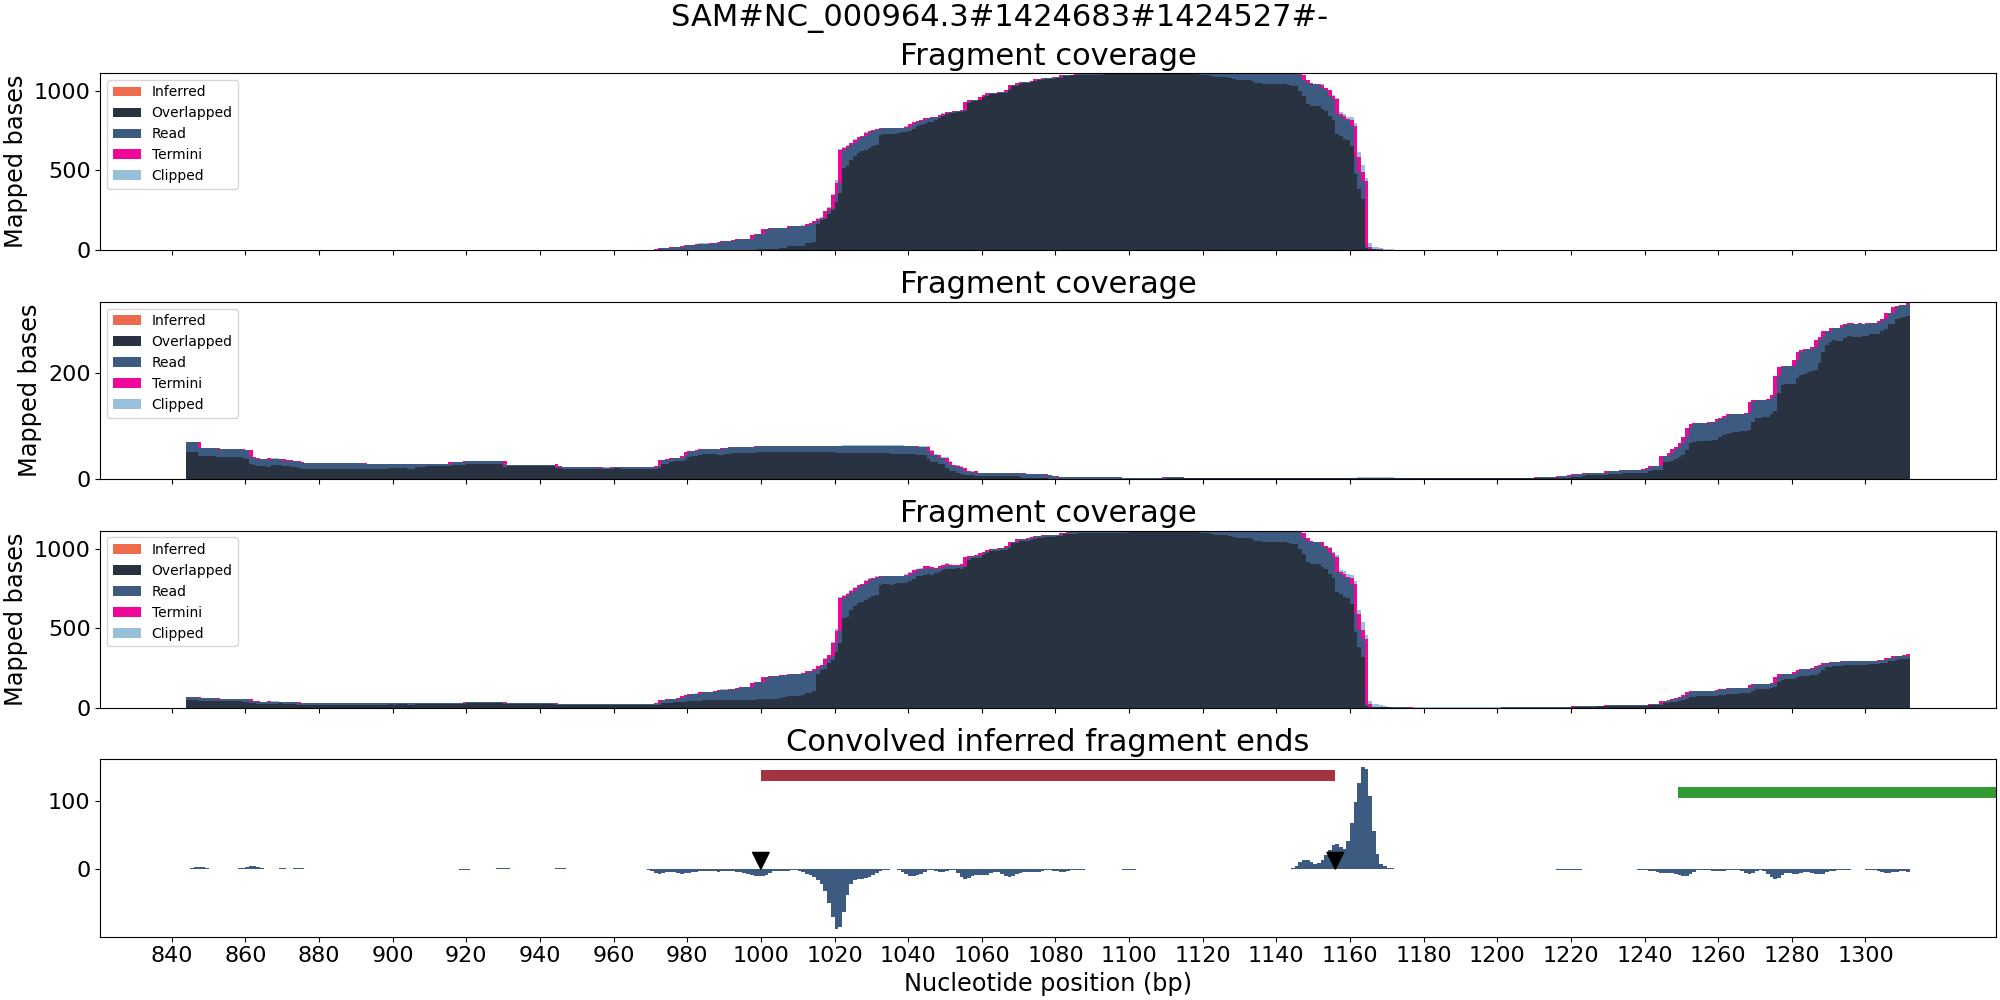 SAM#NC_000964.3#1424683#1424527#-
Fragment coverage
Mapped bases
1000
500
0
Inferred
Overlapped
Read
Termini
Clipped
Fragment coverage
Mapped bases
200
0
Inferred
Overlapped
Read
Termini
Clipped
Fragment coverage
Mapped bases
1000
500
0
Inferred
Overlapped
Read
Termini
Clipped
Convolved inferred fragment ends
100
0
840 860 880 900 920 940 960 980 1000 1020 1040 1060 1080 1100 1120 1140 1160 1180 1200 1220 1240 1260 1280 1300
Nucleotide position (bp)